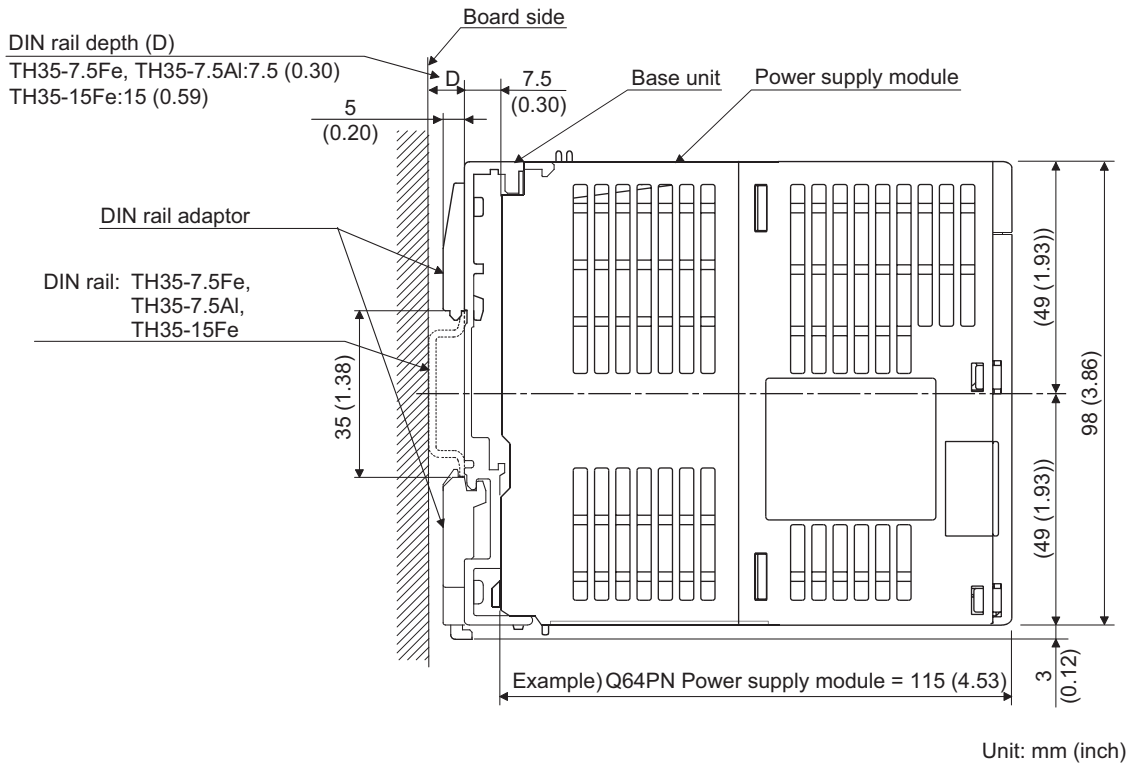 Board side
DIN rail depth (D)
TH35-7.5Fe, TH35-7.5Al:7.5 (0.30)
TH35-15Fe:15 (0.59)
D
7.5
(0.30)
5
(0.20)
Base unit
Power supply module
DIN rail adaptor
DIN rail: TH35-7.5Fe,
TH35-7.5Al,
TH35-15Fe
35 (1.38)
(49 (1.93))
98 (3.86)
(49 (1.93))
3
(0.12)
Example) Q64PN Power supply module = 115 (4.53)
Unit: mm (inch)